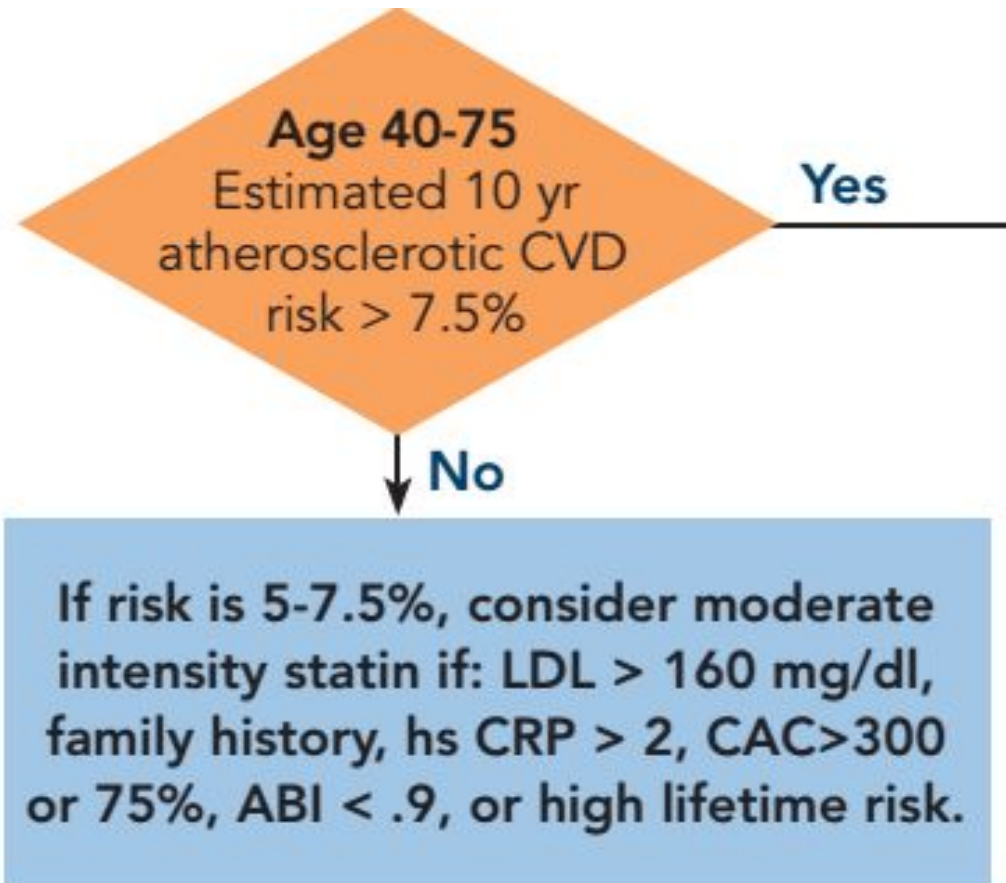 Age 40-75
Estimated 10 yr
atherosclerotic CVD
risk > 7.5%
Yes
No
If risk is 5-7.5%, consider moderate
intensity statin if: LDL > 160 mg/dl,
family history, hs CRP > 2, CAC>300
or 75%, ABI < .9, or high lifetime risk.